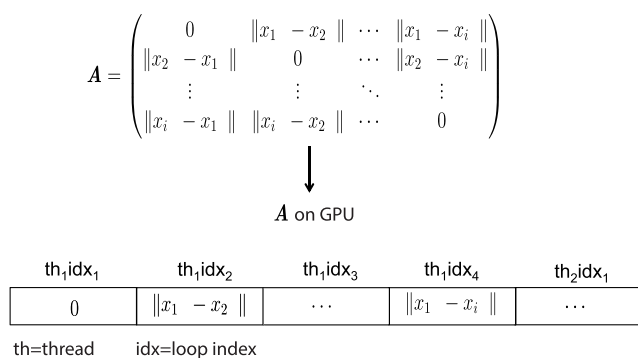 A = ( 0 ‖x₁ − x₂ ‖ ⋯ ‖x₁ − xᵢ ‖
‖x₂ − x₁ ‖ 0 ⋯ ‖x₂ − xᵢ ‖
⋮ ⋮ ⋱ ⋮
‖xᵢ − x₁ ‖ ‖xᵢ − x₂ ‖ ⋯ 0 )
A on GPU
th₁idx₁ th₁idx₂ th₁idx₃ th₁idx₄ th₂idx₁
0 ‖x₁ − x₂ ‖ ⋯ ‖x₁ − xᵢ ‖ ⋯
th=thread idx=loop index